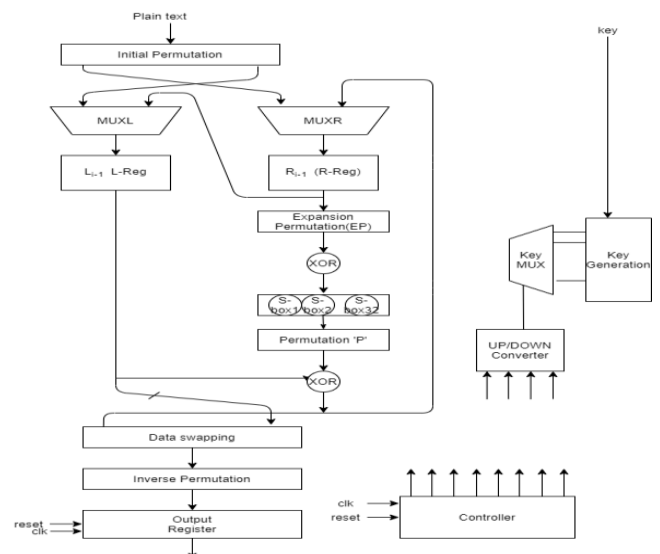 Plain text
Initial Permutation
key
MUXL
MUXR
Li-1 L-Reg
Ri-1 (R-Reg)
Expansion
Permutation(EP)
XOR
Key
MUX
Key
Generation
S-
box1
S-
box2
S-
box32
Permutation 'P'
UP/DOWN
Converter
XOR
Data swapping
Inverse Permutation
reset
clk
Output
Register
clk
reset
Controller